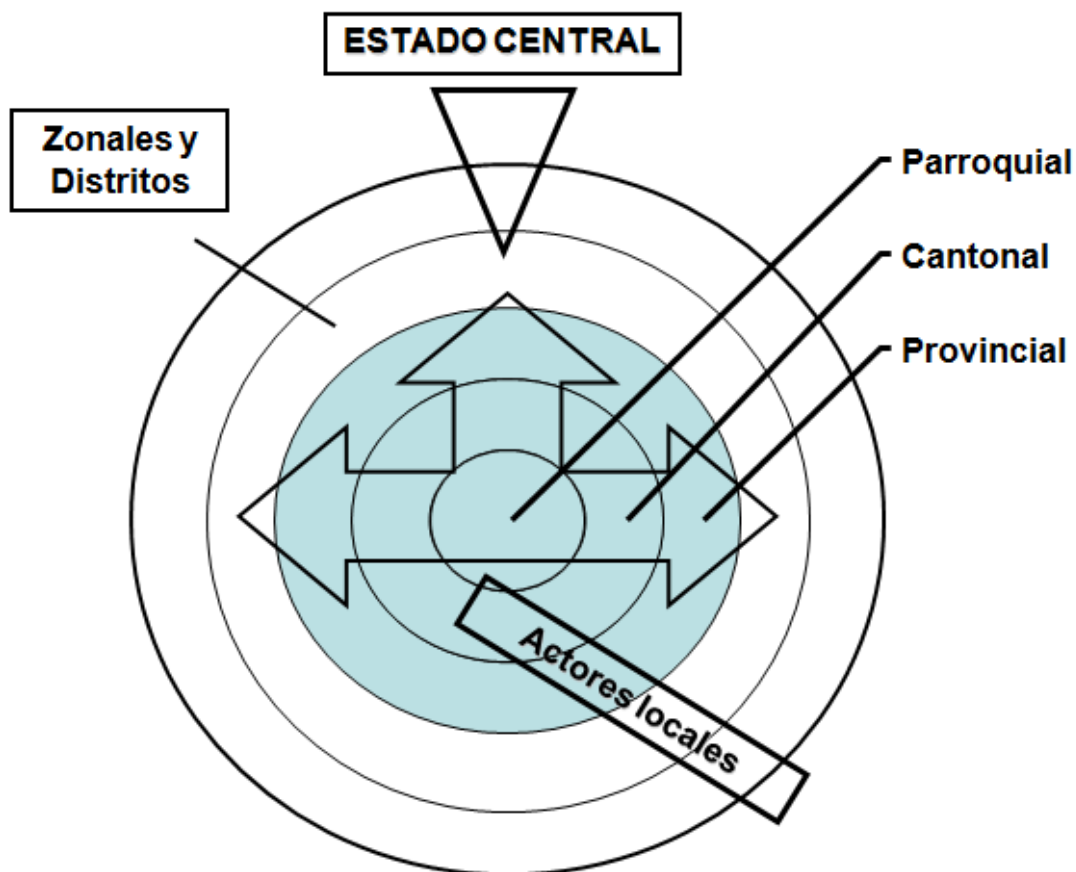 ESTADO CENTRAL
Zonales y
Distritos
Parroquial
Cantonal
Provincial
Actores locales